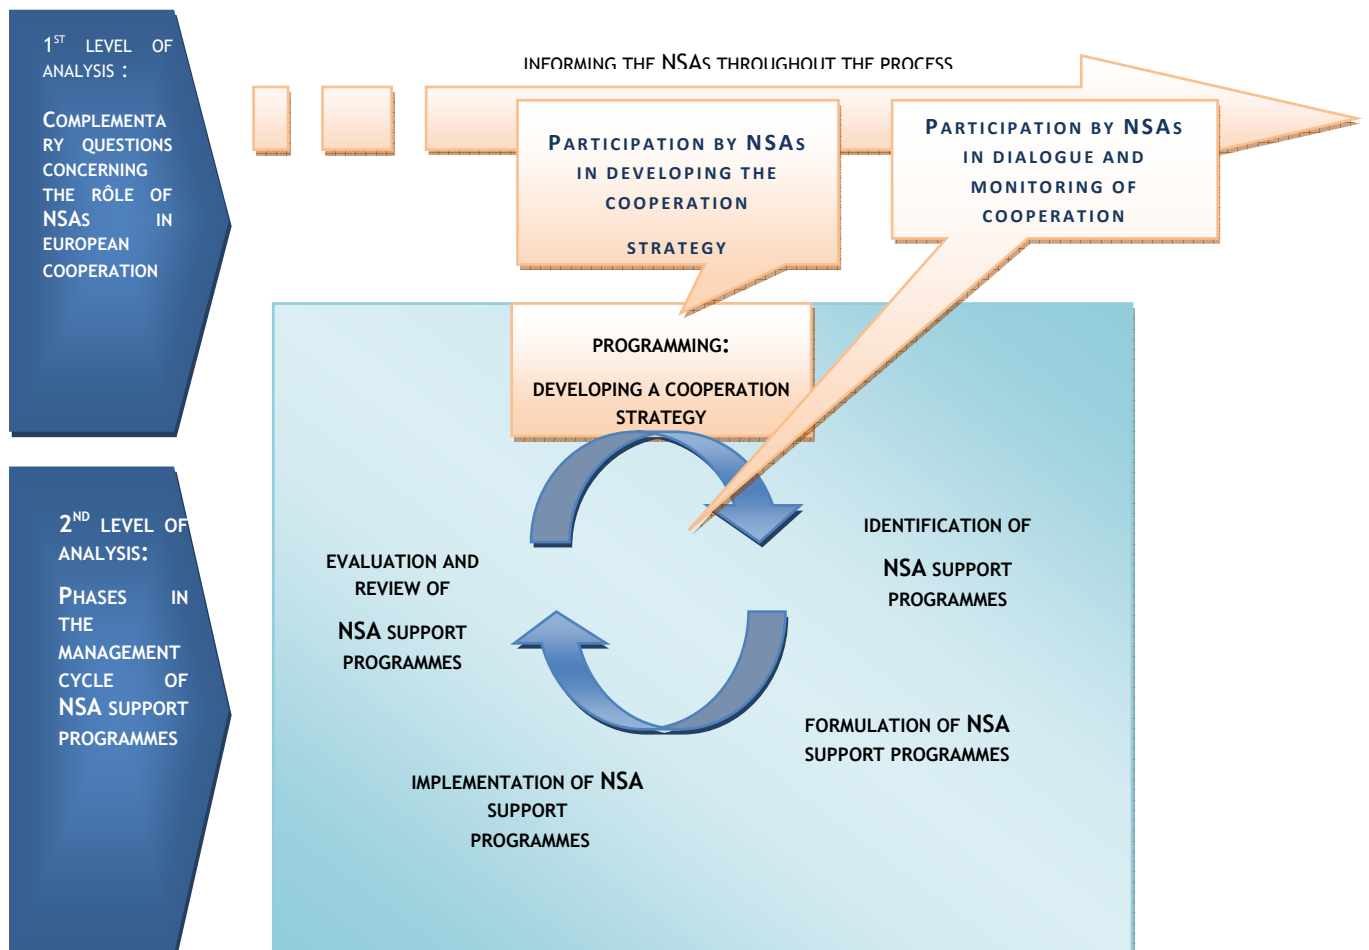 1ST LEVEL OF
ANALYSIS :
COMPLEMENTA
RY QUESTIONS
CONCERNING
THE RÔLE OF
NSAS IN
EUROPEAN
COOPERATION
INFORMING THE NSAS THROUGHOUT THE PROCESS
PARTICIPATION BY NSAS
IN DEVELOPING THE
COOPERATION
STRATEGY
PARTICIPATION BY NSAS
IN DIALOGUE AND
MONITORING OF
COOPERATION
PROGRAMMING:
DEVELOPING A COOPERATION
STRATEGY
2ND LEVEL OF
ANALYSIS:
PHASES IN
THE
MANAGEMENT
CYCLE OF
NSA SUPPORT
PROGRAMMES
IDENTIFICATION OF
NSA SUPPORT
PROGRAMMES
EVALUATION AND
REVIEW OF
NSA SUPPORT
PROGRAMMES
FORMULATION OF NSA
SUPPORT PROGRAMMES
IMPLEMENTATION OF NSA
SUPPORT
PROGRAMMES